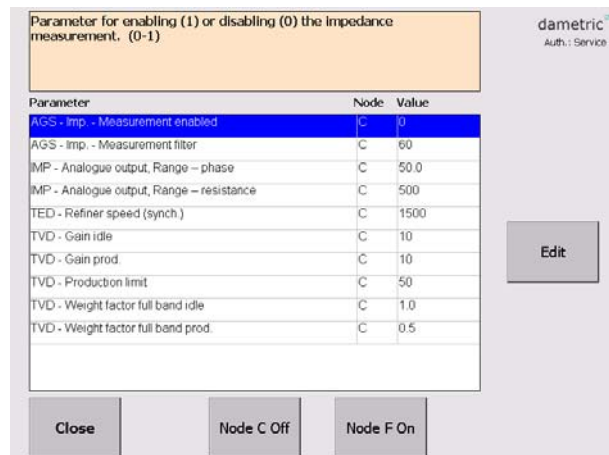 Parameter for enabling (1) or disabling (0) the impedance
measurement. (0-1)
dametric
Auth.: Service
Parameter Node Value
AGS - Imp. - Measurement enabled C 0
AGS - Imp. - Measurement filter C 60
IMP - Analogue output, Range – phase C 50.0
IMP - Analogue output, Range – resistance C 500
TED - Refiner speed (synch.) C 1500
TVD - Gain idle C 10
TVD - Gain prod. C 10
TVD - Production limit C 50
TVD - Weight factor full band idle C 1.0
TVD - Weight factor full band prod. C 0.5
Edit
Close Node C Off Node F On